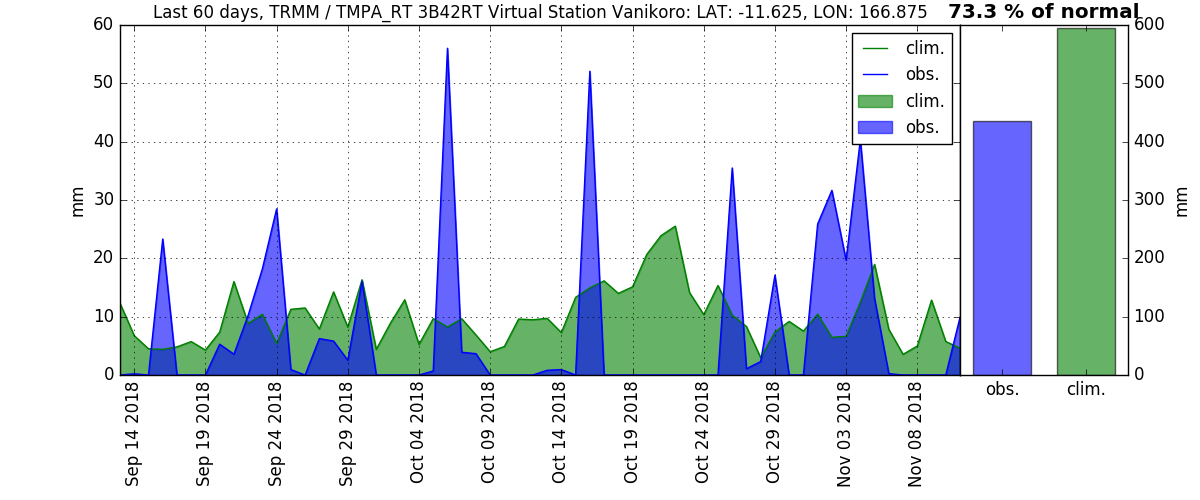 Last 60 days, TRMM / TMPA_RT 3B42RT Virtual Station Vanikoro: LAT: -11.625, LON: 166.875
73.3 % of normal
60
50
40
30
20
10
0
mm
clim.
obs.
clim.
obs.
600
500
400
300
200
100
0
mm
Sep 14 2018
Sep 19 2018
Sep 24 2018
Sep 29 2018
Oct 04 2018
Oct 09 2018
Oct 14 2018
Oct 19 2018
Oct 24 2018
Oct 29 2018
Nov 03 2018
Nov 08 2018
obs.
clim.